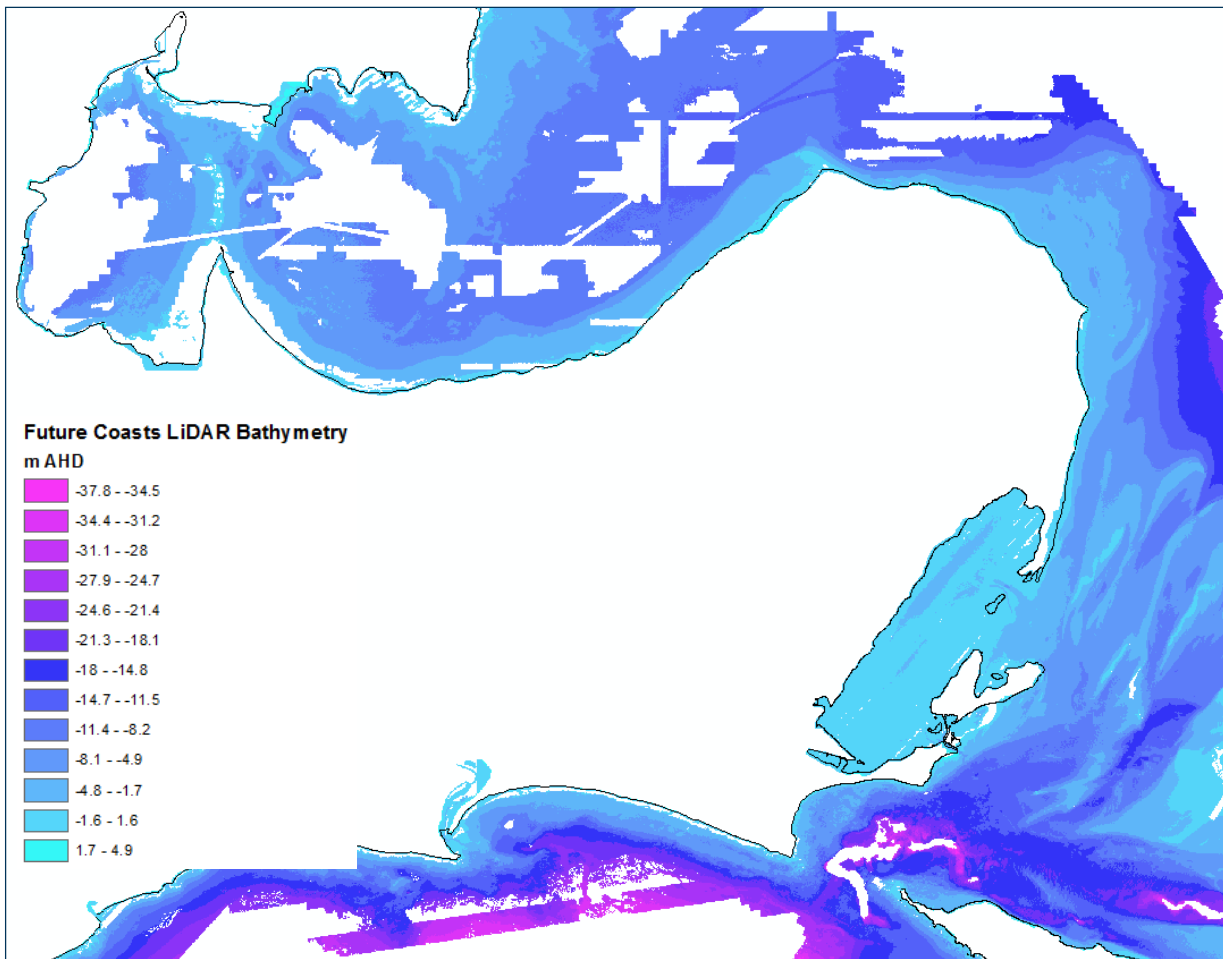 Future Coasts LiDAR Bathymetry
m AHD
-37.8 - -34.5
-34.4 - -31.2
-31.1 - -28
-27.9 - -24.7
-24.6 - -21.4
-21.3 - -18.1
-18 - -14.8
-14.7 - -11.5
-11.4 - -8.2
-8.1 - -4.9
-4.8 - -1.7
-1.6 - 1.6
1.7 - 4.9